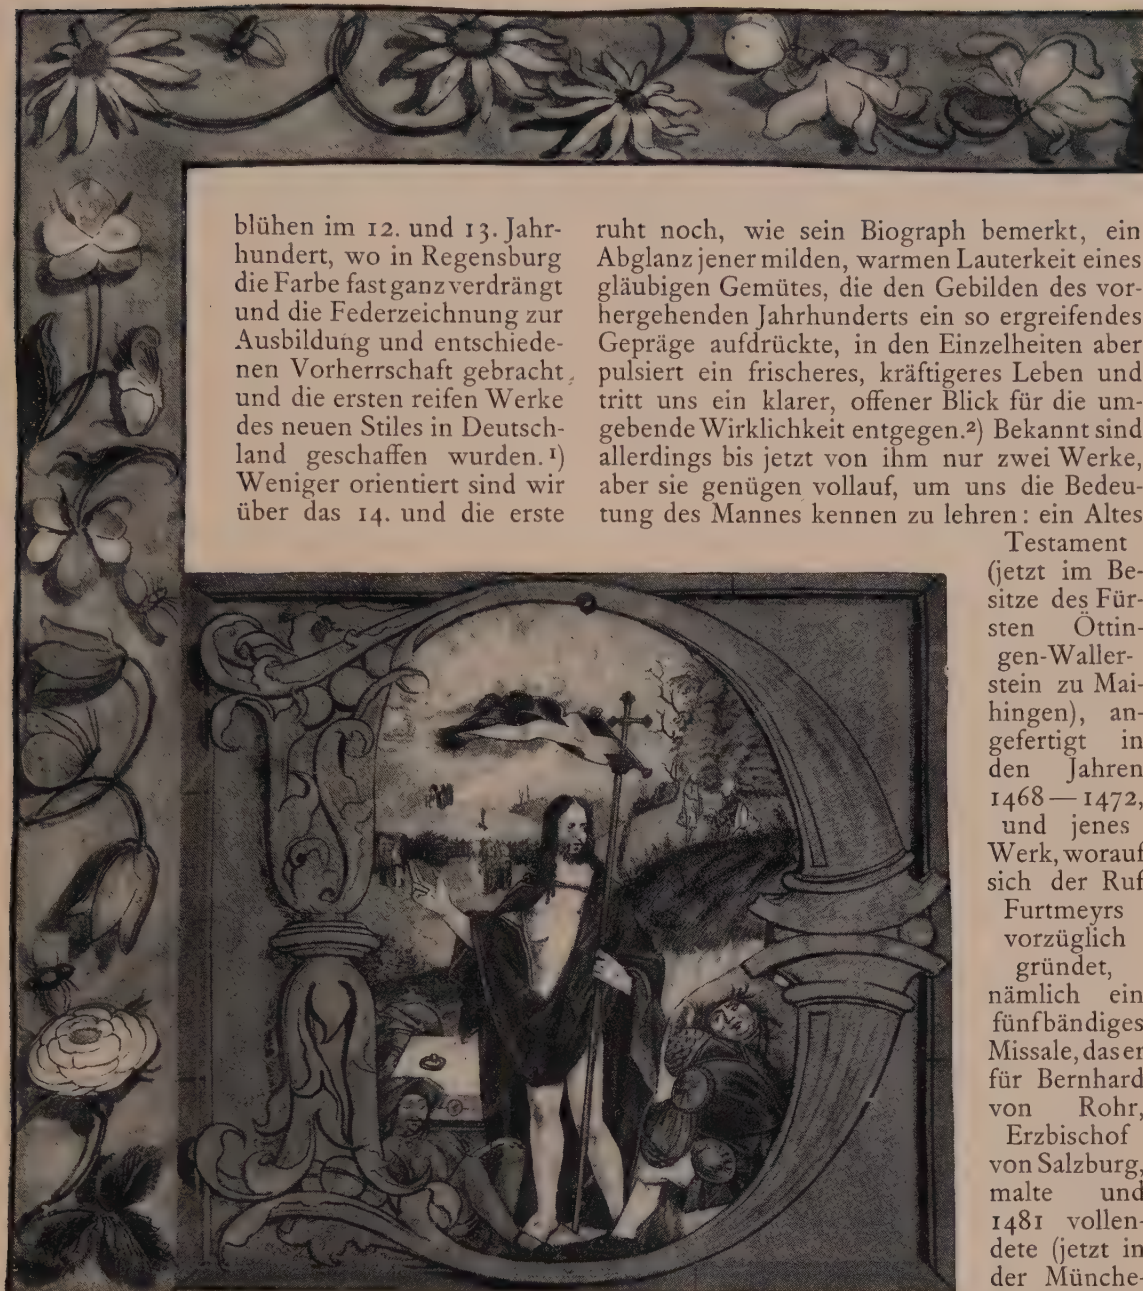 blühen im 12. und 13. Jahr-
hundert, wo in Regensburg
die Farbe fast ganz verdrängt
und die Federzeichnung zur
Ausbildung und entschiede-
nen Vorherrschaft gebracht,
und die ersten reifen Werke
des neuen Stiles in Deutsch-
land geschaffen wurden.¹)
Weniger orientiert sind wir
über das 14. und die erste
ruht noch, wie sein Biograph bemerkt, ein
Abglanz jener milden, warmen Lauterkeit eines
gläubigen Gemütes, die den Gebilden des vor-
hergehenden Jahrhunderts ein so ergreifendes
Gepräge aufdrückte, in den Einzelheiten aber
pulsiert ein frischeres, kräftigeres Leben und
tritt uns ein klarer, offener Blick für die um-
gebende Wirklichkeit entgegen.²) Bekannt sind
allerdings bis jetzt von ihm nur zwei Werke,
aber sie genügen vollauf, um uns die Bedeu-
tung des Mannes kennen zu lehren: ein Altes
Testament
(jetzt im Be-
sitze des Für-
sten Öttin-
gen-Waller-
stein zu Mai-
hingen), an-
gefertigt in
den Jahren
1468—1472,
und jenes
Werk, worauf
sich der Ruf
Furtmeyrs
vorzüglich
gründet,
nämlich ein
fünfbändiges
Missale, das er
für Bernhard
von Rohr,
Erzbischof
von Salzburg,
malte und
1481 vollen-
dete (jetzt in
der Münche-